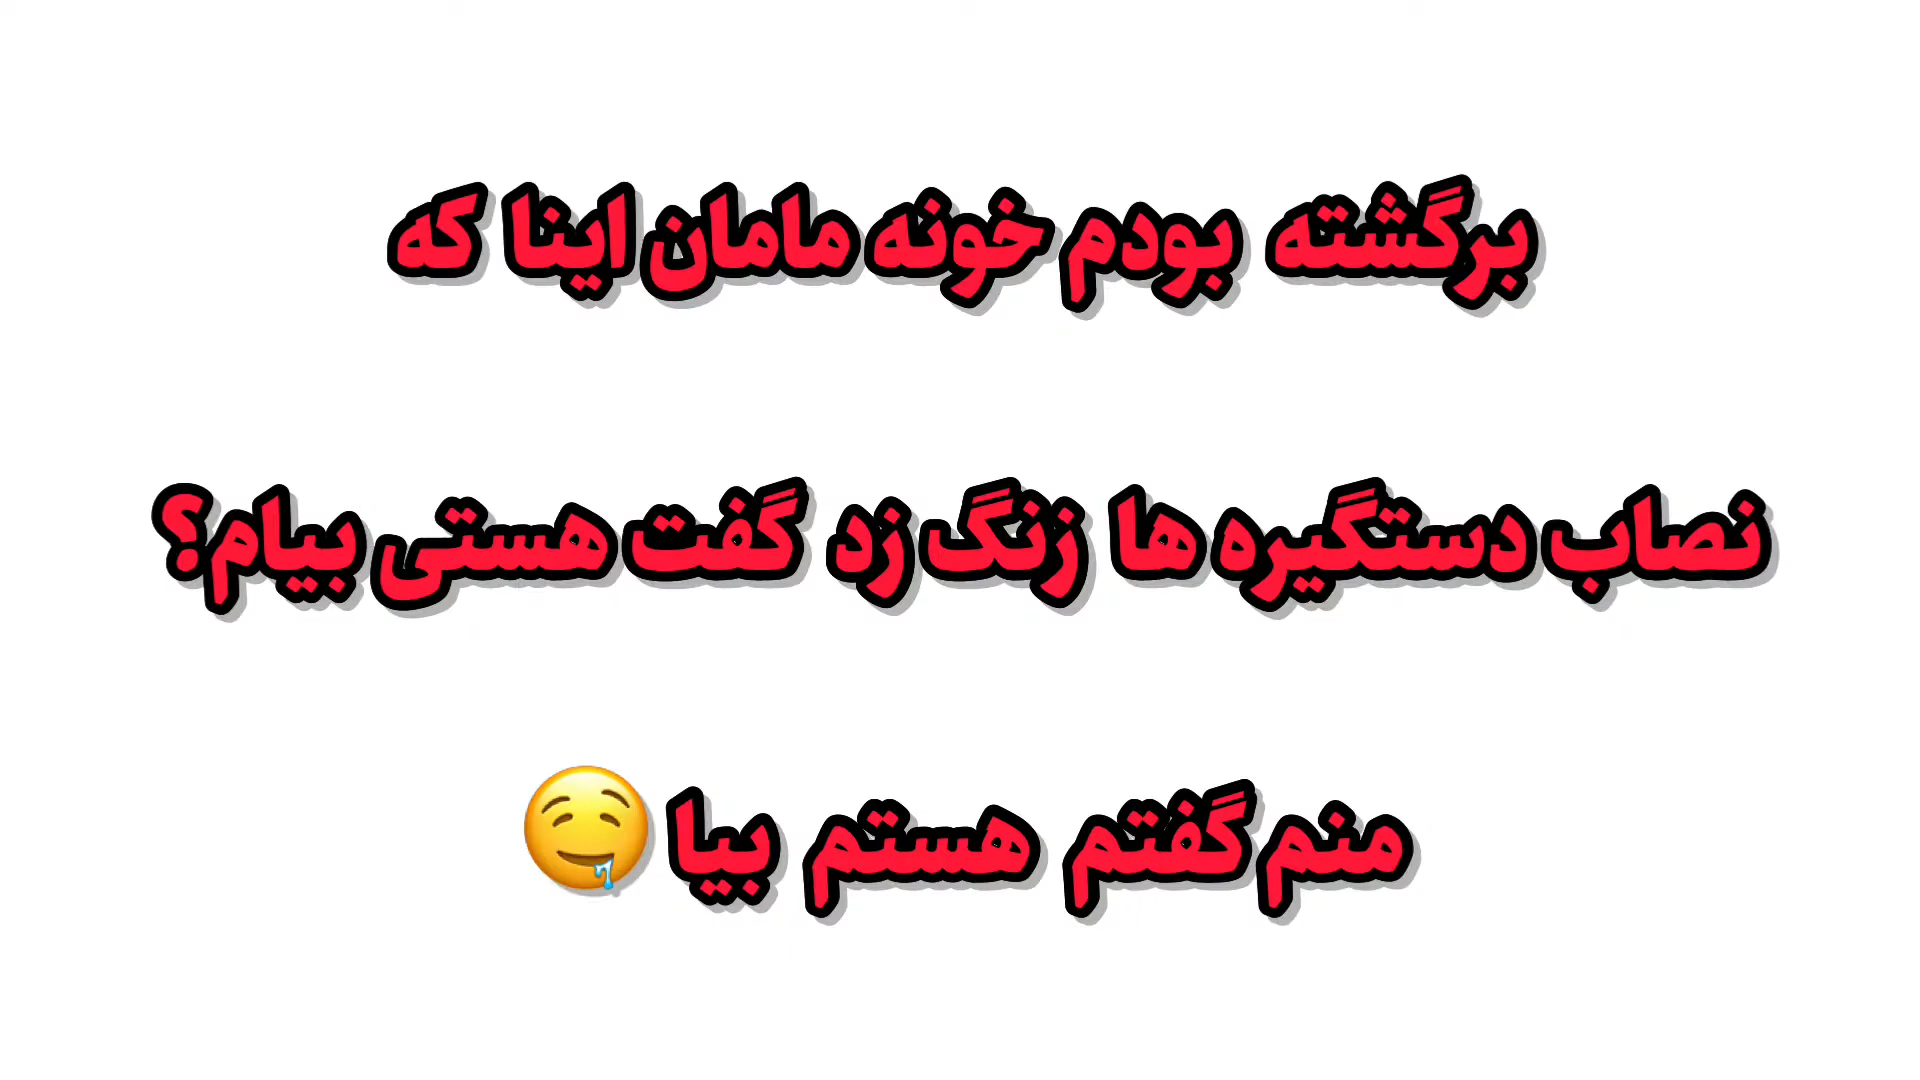 برگشته بودم خونه مامان اینا که
نصاب دستگیره ها زنگ زد گفت هستی بیام؟
منم گفتم هستم بیا 🤤